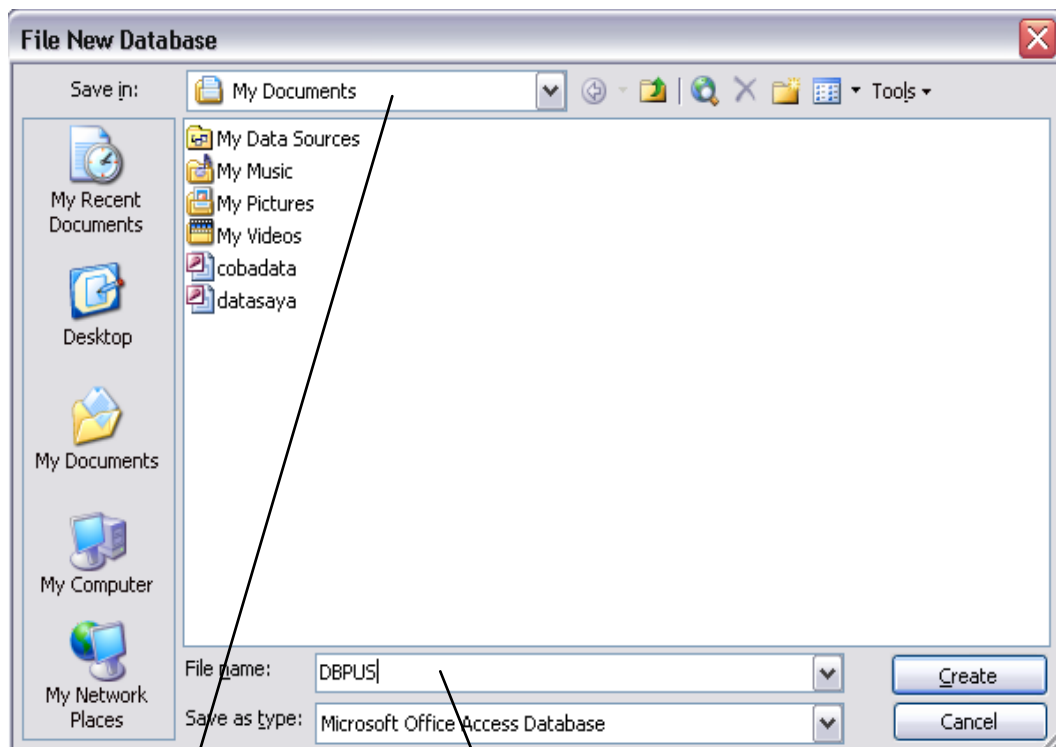 File New Database
Save in:
My Documents
Tools
My Recent
Documents
Desktop
My Documents
My Computer
My Network
Places
My Data Sources
My Music
My Pictures
My Videos
cobadata
datasaya
File name:
DBPUS
Create
Save as type:
Microsoft Office Access Database
Cancel